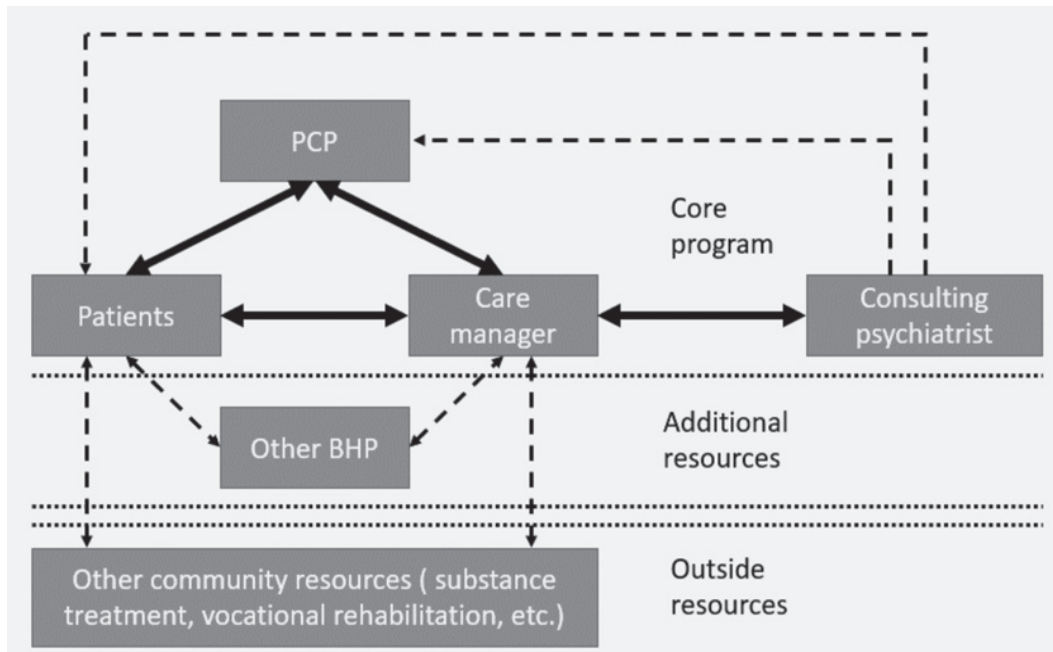 PCP
Core
program
Patients
Care
manager
Consulting
psychiatrist
Other BHP
Additional
resources
Other community resources ( substance
treatment, vocational rehabilitation, etc.)
Outside
resources